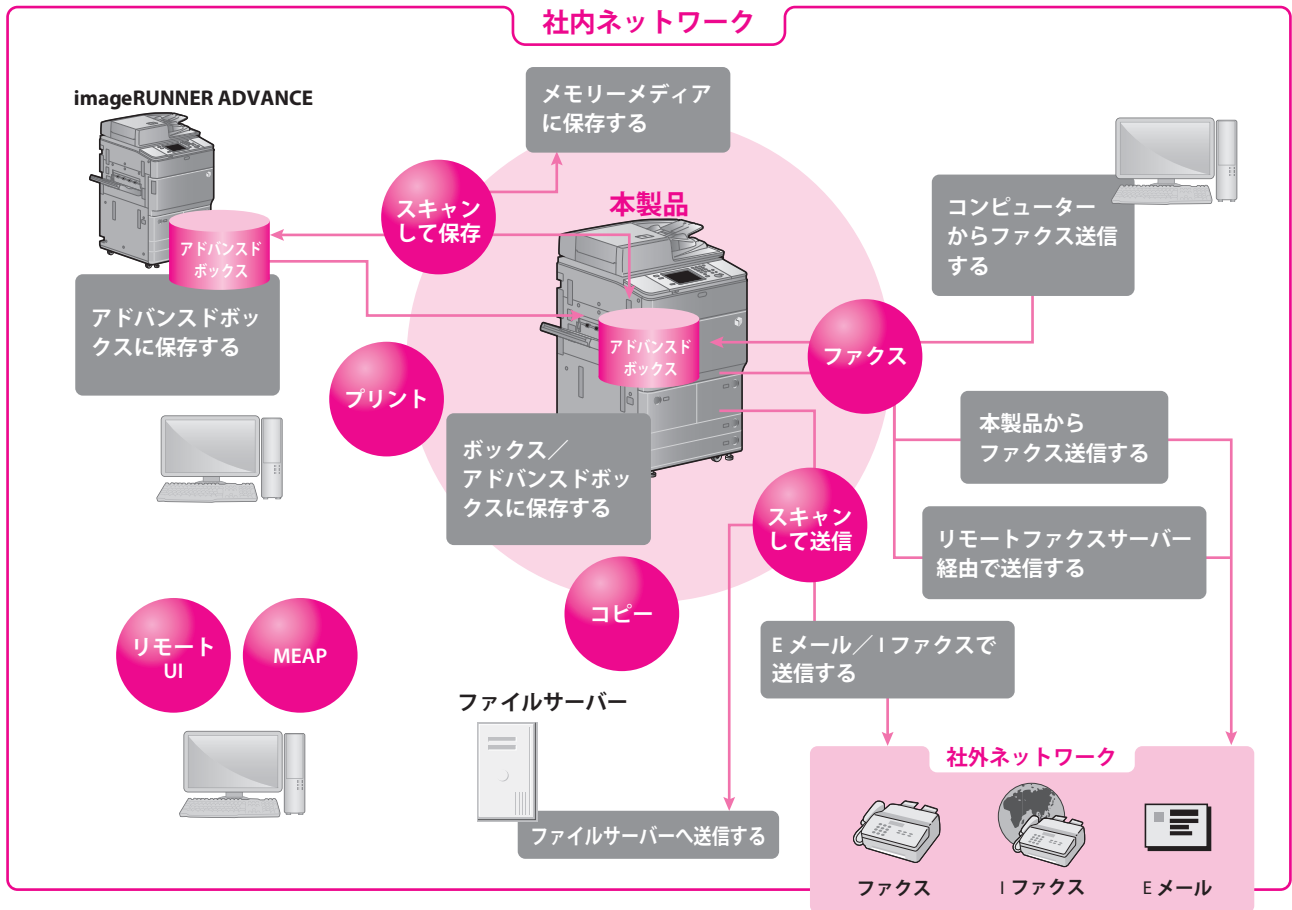 社内ネットワーク
imageRUNNER ADVANCE
アドバンスド
ボックス
アドバンスドボッ
クスに保存する
メモリーメディア
に保存する
スキャン
して保存
本製品
アドバンスド
ボックス
コンピューター
からファクス送信
する
ファクス
プリント
ボックス／
アドバンスドボッ
クスに保存する
本製品から
ファクス送信する
スキャン
して送信
リモートファクスサーバー
経由で送信する
コピー
E メール／I ファクスで
送信する
リモート
UI
MEAP
ファイルサーバー
ファイルサーバーへ送信する
社外ネットワーク
ファクス
I ファクス
E メール